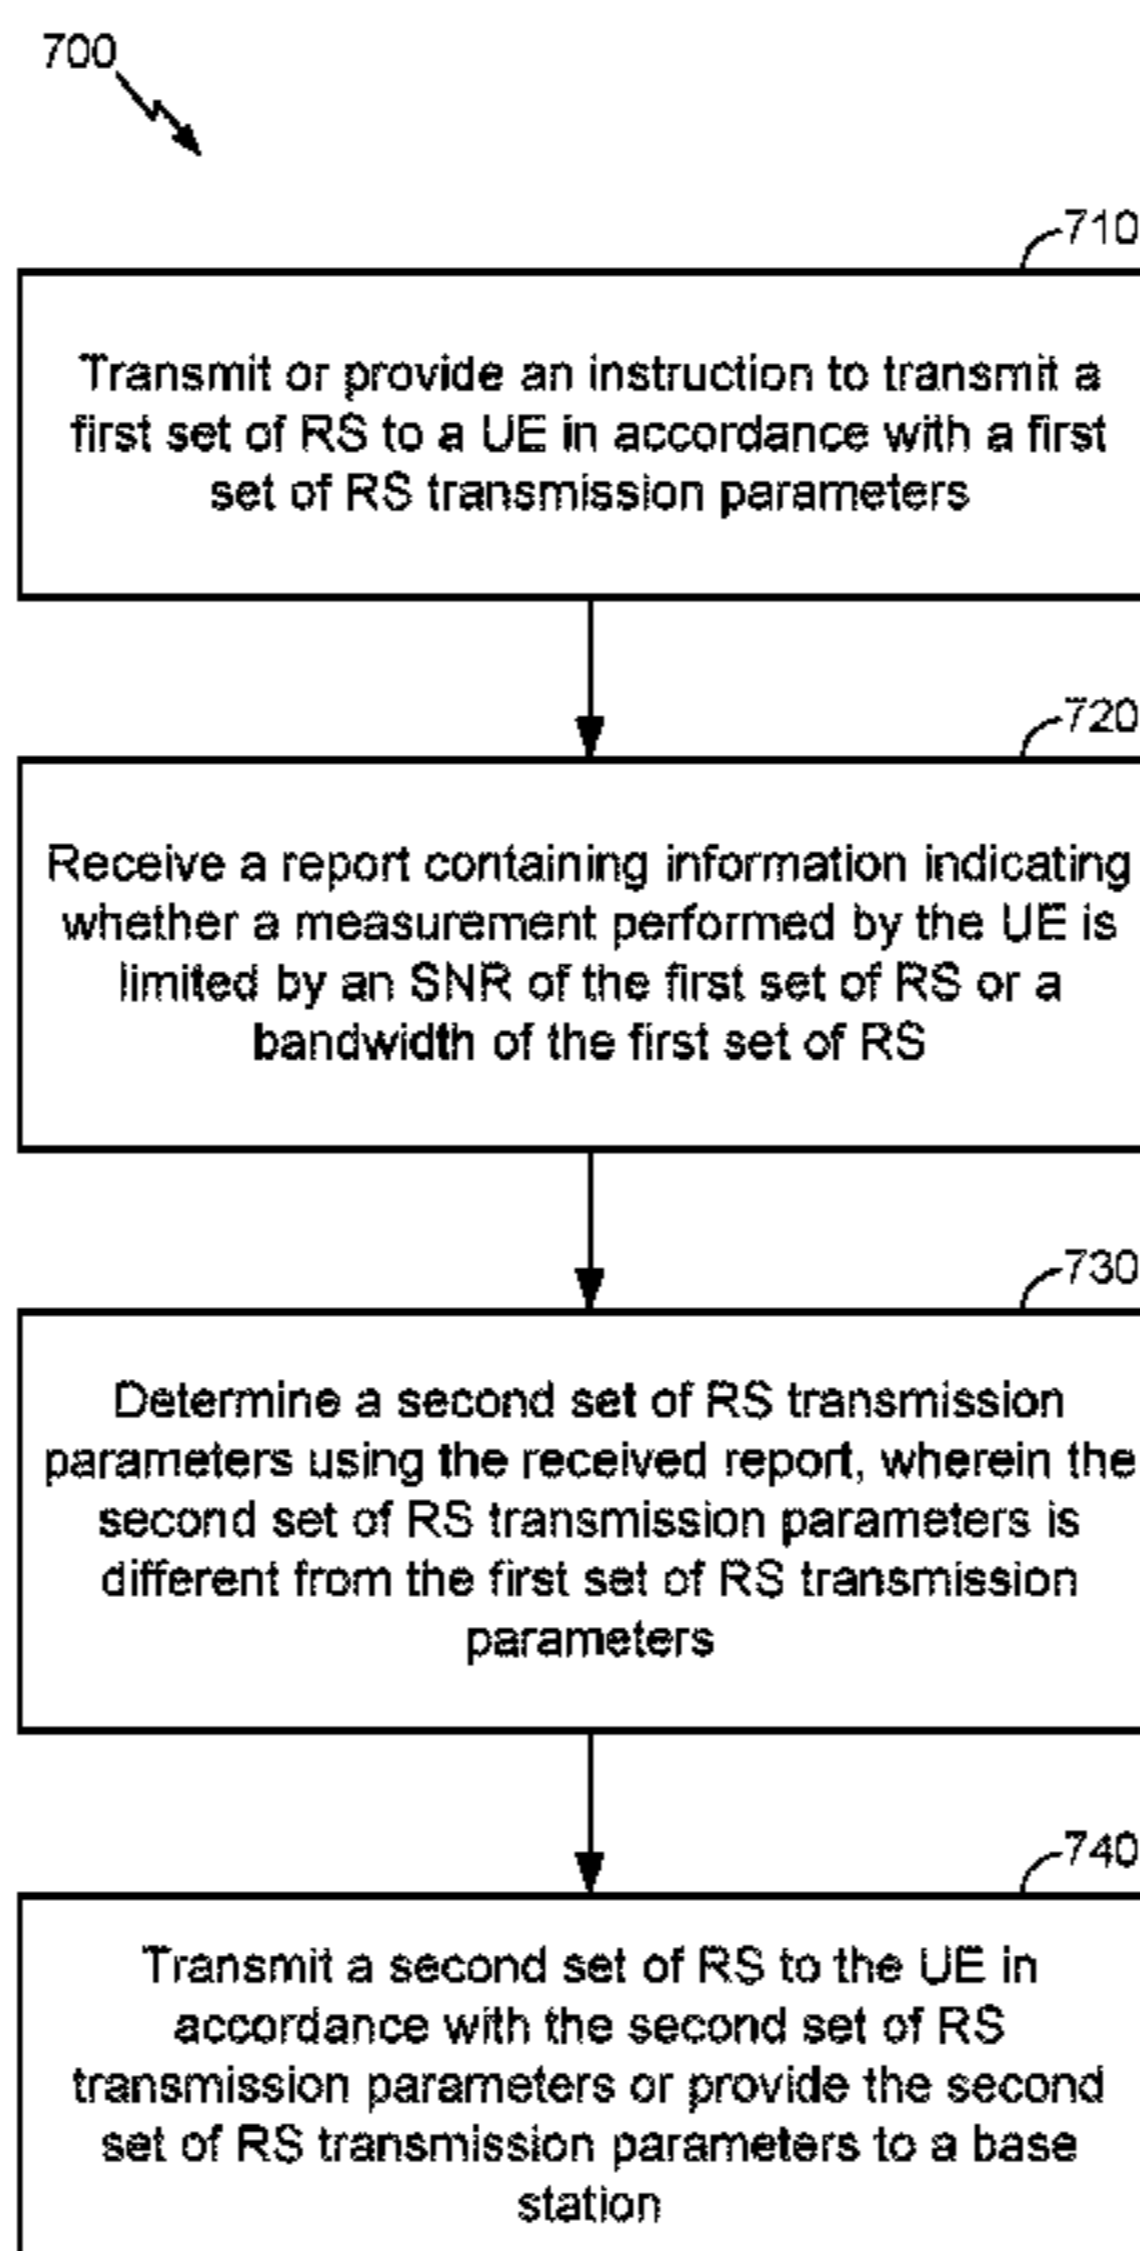 700
710
Transmit or provide an instruction to transmit a
first set of RS to a UE in accordance with a first
set of RS transmission parameters
720
Receive a report containing information indicating
whether a measurement performed by the UE is
limited by an SNR of the first set of RS or a
bandwidth of the first set of RS
730
Determine a second set of RS transmission
parameters using the received report, wherein the
second set of RS transmission parameters is
different from the first set of RS transmission
parameters
740
Transmit a second set of RS to the UE in
accordance with the second set of RS
transmission parameters or provide the second
set of RS transmission parameters to a base
station